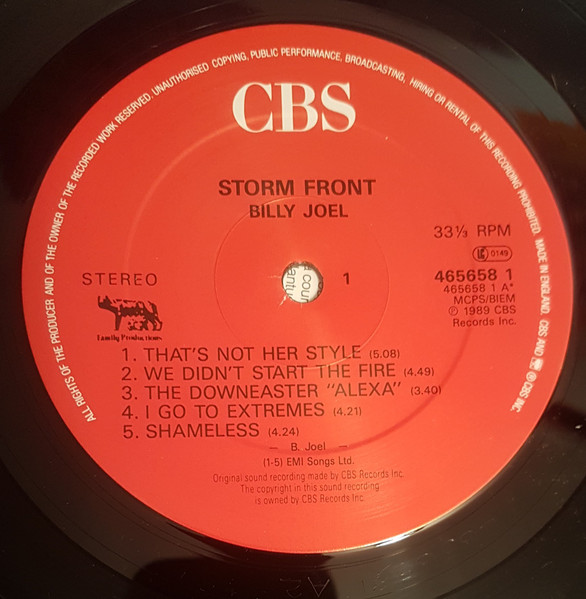 ALL RIGHTS OF THE PRODUCER AND OF THE OWNER OF THE RECORDED WORK RESERVED. UNAUTHORISED COPYING, PUBLIC PERFORMANCE, BROADCASTING, HIRING OR RENTAL OF THIS RECORDING PROHIBITED. MADE IN ENGLAND. CBS AND ® CBS INC.
CBS
STORM FRONT
BILLY JOEL
33⅓ RPM
LC 0149
STEREO
1
465658 1
465658 1 A*
MCPS/BIEM
℗ 1989 CBS
Records Inc.
Family Productions
1. THAT'S NOT HER STYLE (5.08)
2. WE DIDN'T START THE FIRE (4.49)
3. THE DOWNEASTER "ALEXA" (3.40)
4. I GO TO EXTREMES (4.21)
5. SHAMELESS (4.24)
– B. Joel –
(1-5) EMI Songs Ltd.
Original sound recording made by CBS Records Inc.
The copyright in this sound recording
is owned by CBS Records Inc.